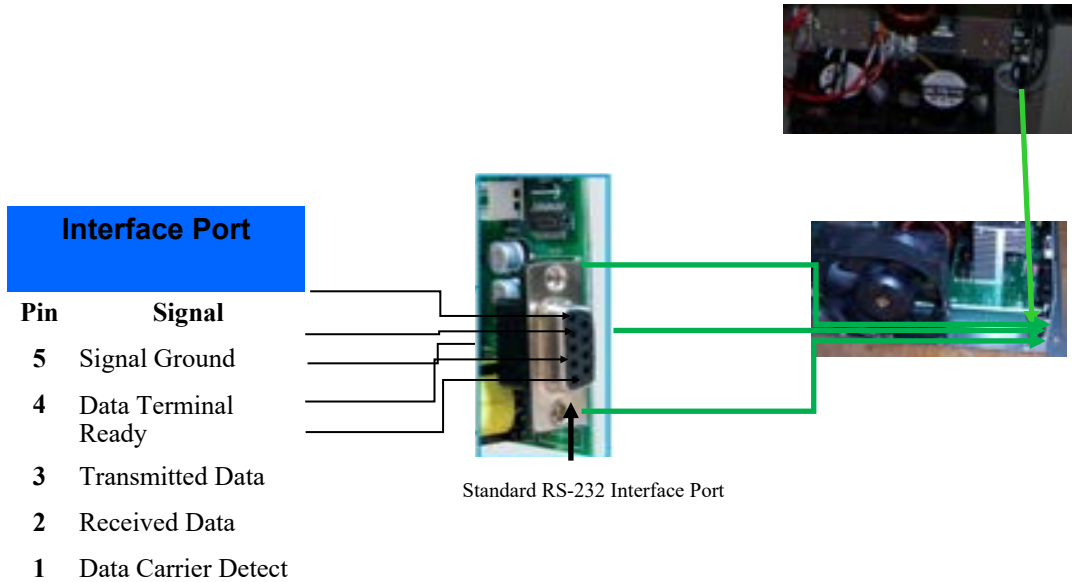 Interface Port
Pin Signal
5 Signal Ground
4 Data Terminal
Ready
3 Transmitted Data
2 Received Data
1 Data Carrier Detect
Standard RS-232 Interface Port